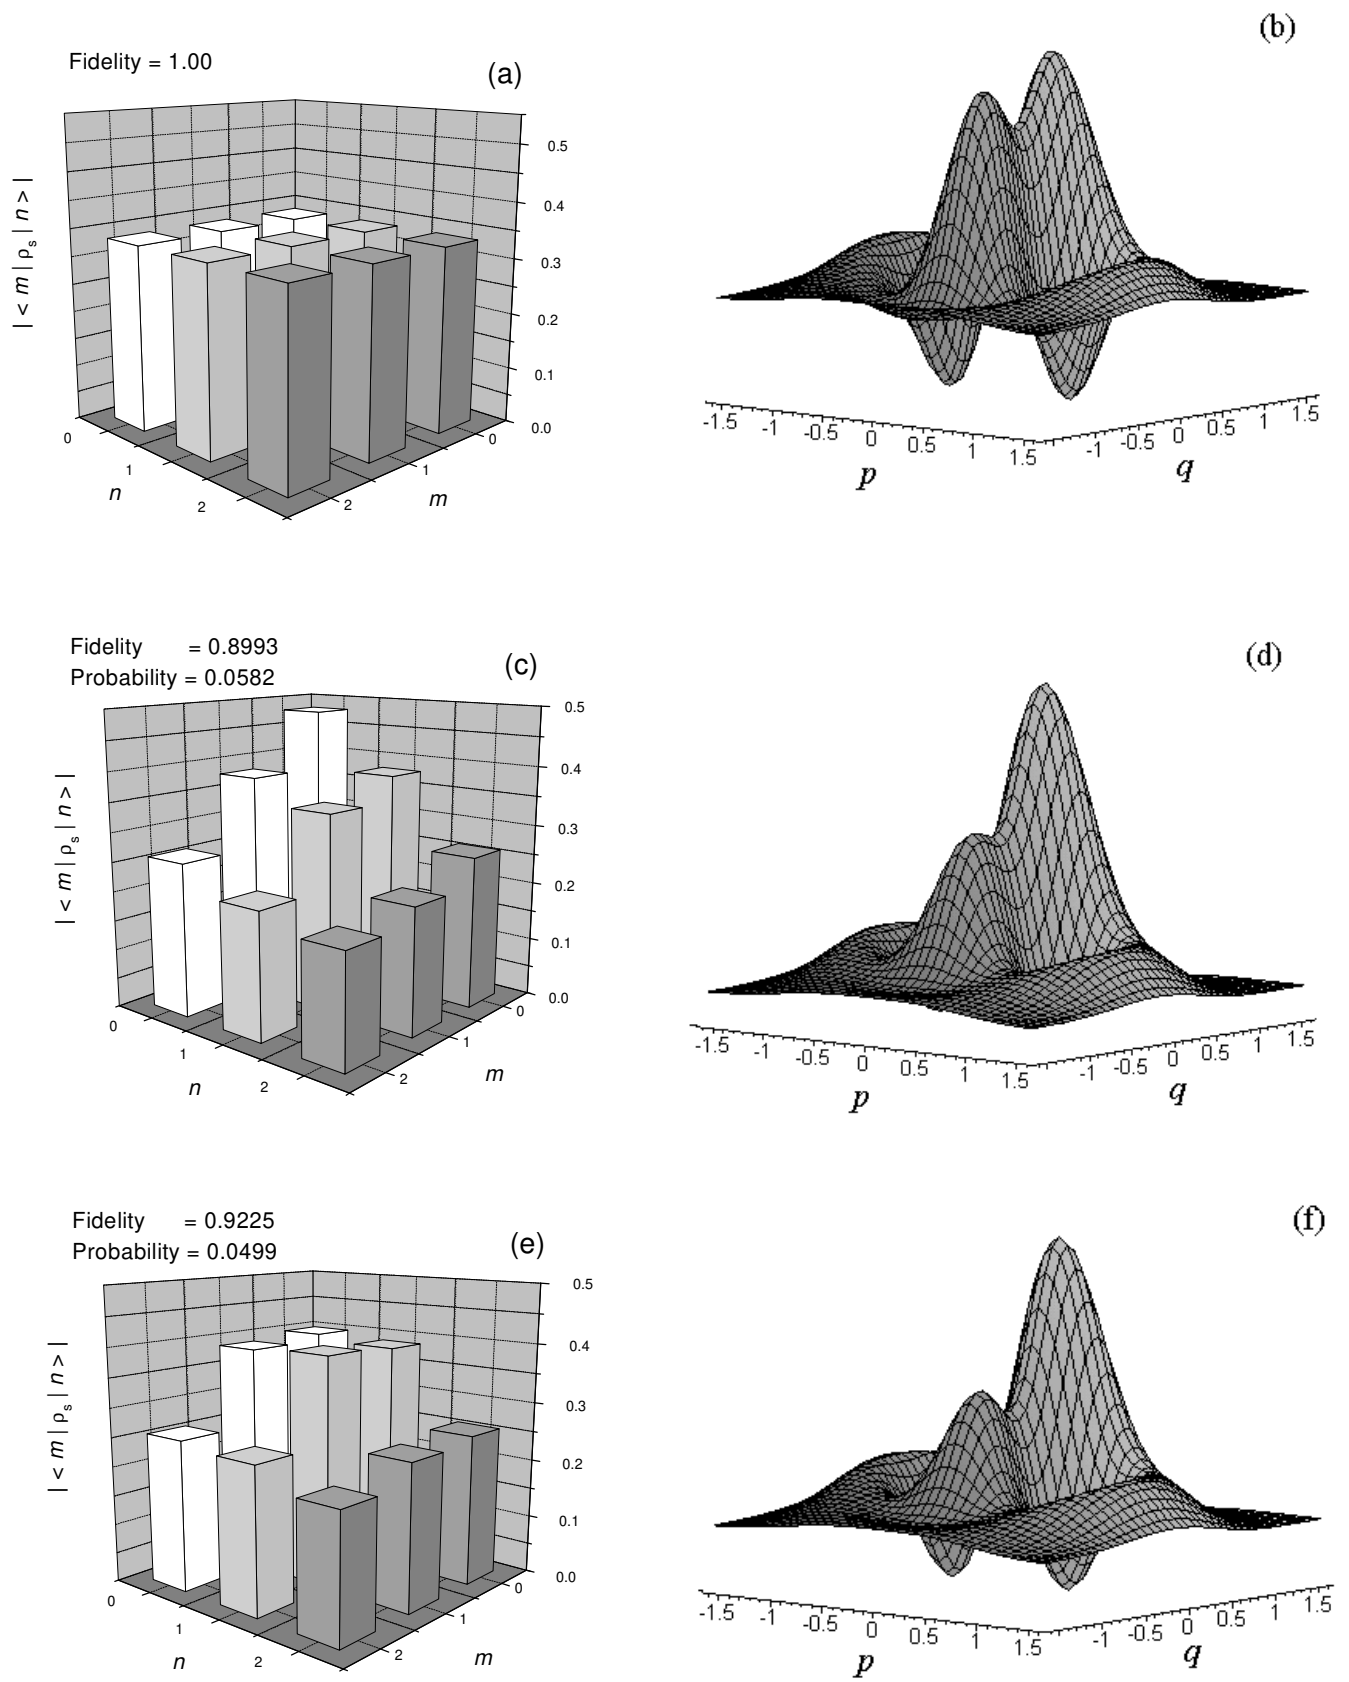 Fidelity = 1.00
(a)
| < m | ρs | n > |
0.5
0.4
0.3
0.2
0.1
0.0
0
1
2
n
0
1
2
m
(b)
-1.5 -1 -0.5 0 0.5 1 1.5
p
-1 -0.5 0 0.5 1 1.5
q
Fidelity = 0.8993
Probability = 0.0582
(c)
| < m | ρs | n > |
0.5
0.4
0.3
0.2
0.1
0.0
0
1
2
n
0
1
2
m
(d)
-1.5 -1 -0.5 0 0.5 1 1.5
p
-1 -0.5 0 0.5 1 1.5
q
Fidelity = 0.9225
Probability = 0.0499
(e)
| < m | ρs | n > |
0.5
0.4
0.3
0.2
0.1
0.0
0
1
2
n
0
1
2
m
(f)
-1.5 -1 -0.5 0 0.5 1 1.5
p
-1 -0.5 0 0.5 1 1.5
q